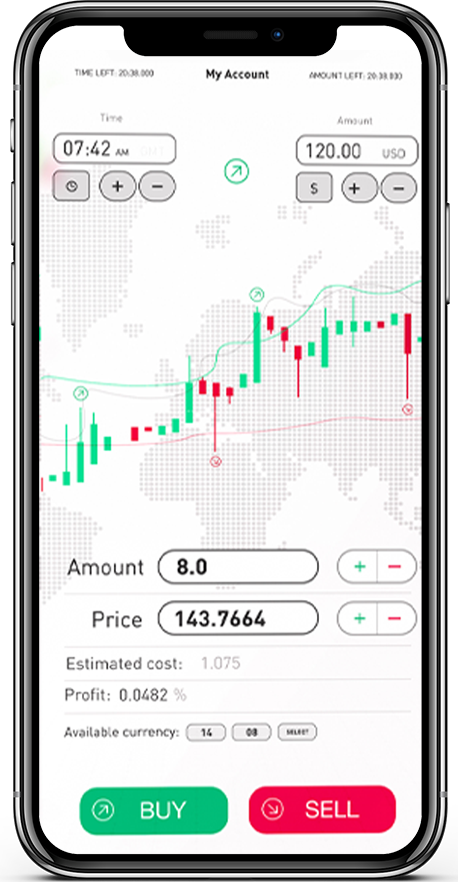 TIME LEFT: 20:38.000 My Account AMOUNT LEFT: 20:38.000
Time Amount
07:42 AM 120.00 USD
$ + −
+ −
Amount 8.0 + −
Price 143.7664 + −
Estimated cost: 1.075
Profit: 0.0482 %
Available currency: 14 08 SELECT
BUY SELL